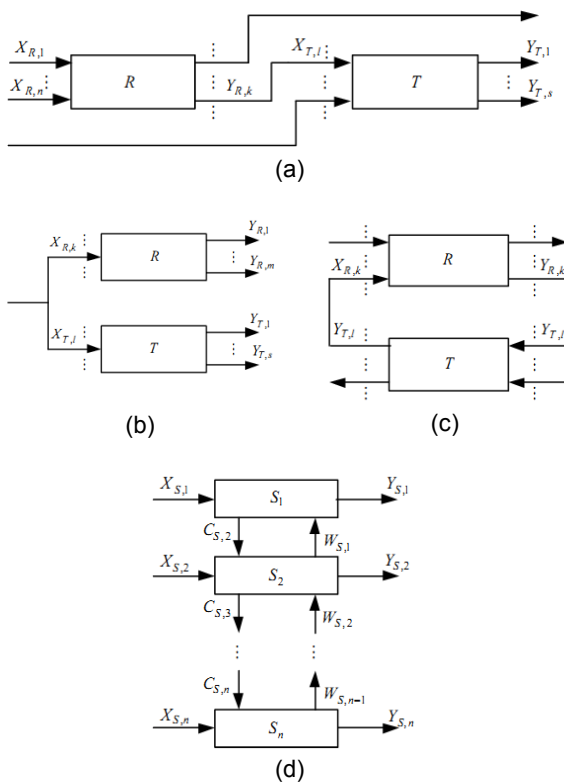 X_{R,1} X_{T,l} Y_{T,1}
X_{R,n} R Y_{R,k} T Y_{T,s}
(a)
X_{R,k} R Y_{R,1}
Y_{R,m}
X_{T,l} T Y_{T,1}
Y_{T,s}
(b)
X_{R,k} R Y_{R,k}
Y_{T,l} T Y_{T,l}
(c)
X_{S,1} S_1 Y_{S,1}
C_{S,2} W_{S,1}
X_{S,2} S_2 Y_{S,2}
C_{S,3} W_{S,2}
C_{S,n} W_{S,n-1}
X_{S,n} S_n Y_{S,n}
(d)